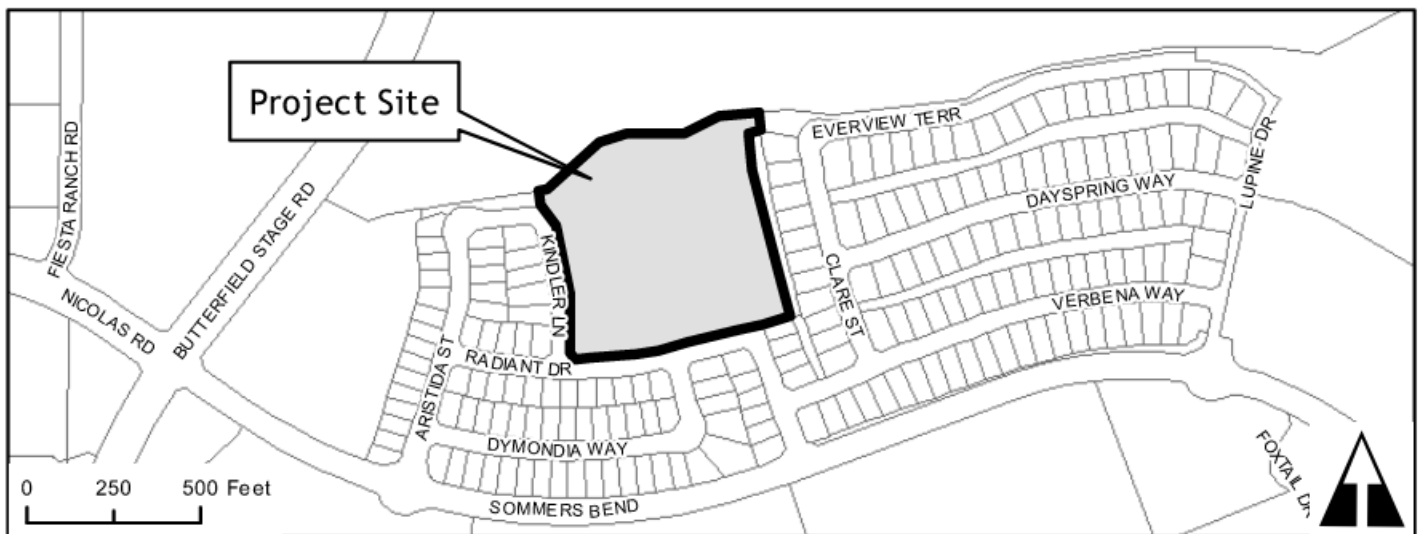 Project Site
FIESTA RANCH RD
NICOLAS RD
BUTTERFIELD STAGE RD
EVERVIEW TERR
DAYSPRING WAY
LUPINE DR
KINDLER LN
CLARE ST
VERBENA WAY
ARISTIDA ST
RADIANT DR
DYMONDIA WAY
SOMMERS BEND
FOXTAIL DR
0 250 500 Feet